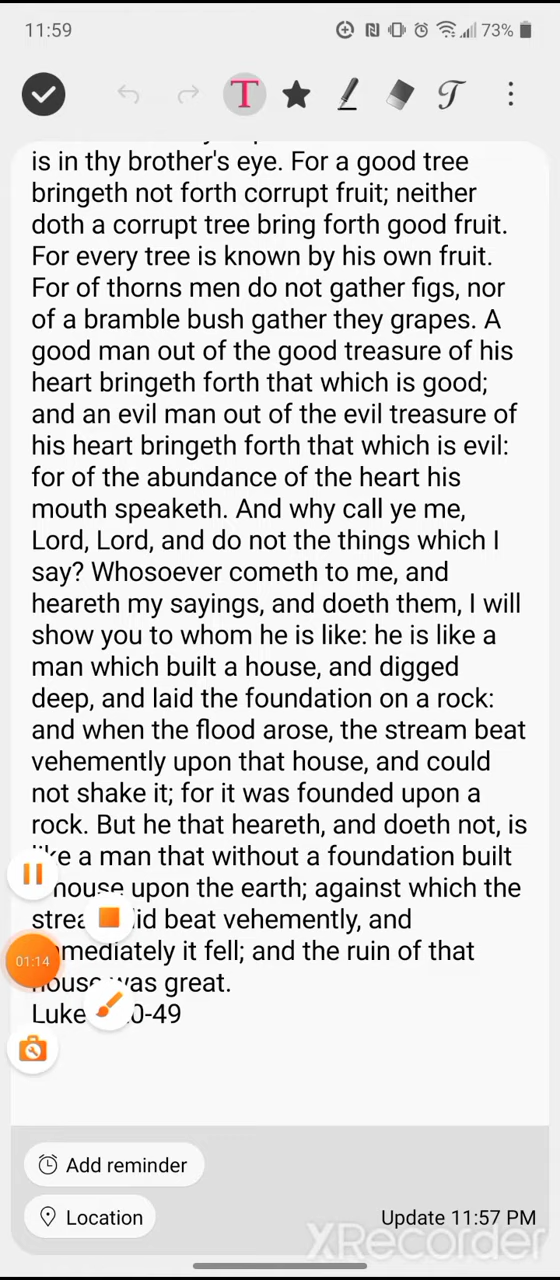 11:59
73%
T
is in thy brother's eye. For a good tree
bringeth not forth corrupt fruit; neither
doth a corrupt tree bring forth good fruit.
For every tree is known by his own fruit.
For of thorns men do not gather figs, nor
of a bramble bush gather they grapes. A
good man out of the good treasure of his
heart bringeth forth that which is good;
and an evil man out of the evil treasure of
his heart bringeth forth that which is evil:
for of the abundance of the heart his
mouth speaketh. And why call ye me,
Lord, Lord, and do not the things which I
say? Whosoever cometh to me, and
heareth my sayings, and doeth them, I will
show you to whom he is like: he is like a
man which built a house, and digged
deep, and laid the foundation on a rock:
and when the flood arose, the stream beat
vehemently upon that house, and could
not shake it; for it was founded upon a
rock. But he that heareth, and doeth not, is
like a man that without a foundation built
house upon the earth; against which the
beat vehemently, and
immediately it fell; and the ruin of that
01:14
house was great.
Luke 0-49
Add reminder
Location
Update 11:57 PM
XRecorder